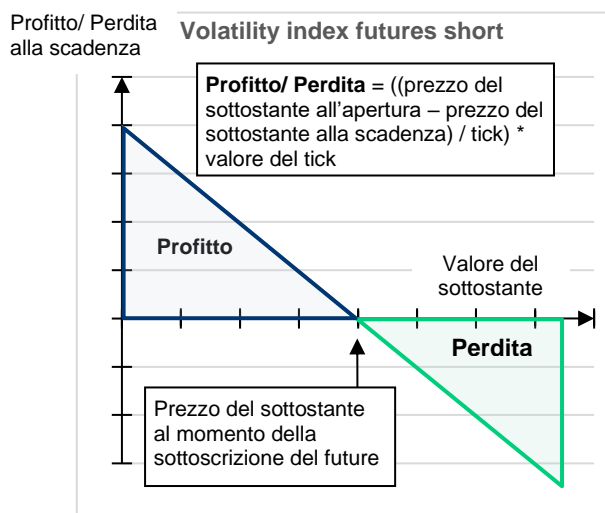 Profitto/ Perdita
alla scadenza
Volatility index futures short
Profitto/ Perdita = ((prezzo del
sottostante all’apertura – prezzo del
sottostante alla scadenza) / tick) *
valore del tick
Profitto
Valore del
sottostante
Perdita
Prezzo del sottostante
al momento della
sottoscrizione del future